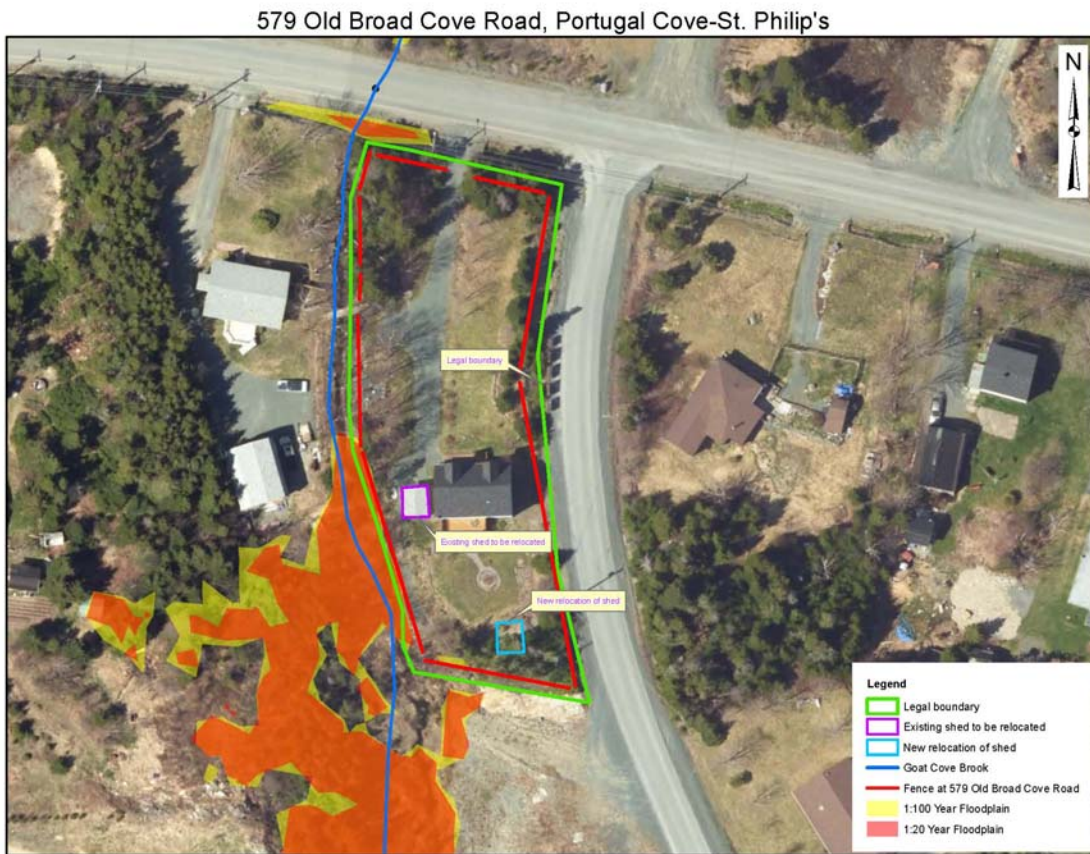 579 Old Broad Cove Road, Portugal Cove-St. Philip's
N
Legal boundary
Existing shed to be relocated
New relocation of shed
Legend
Legal boundary
Existing shed to be relocated
New relocation of shed
Goat Cove Brook
Fence at 579 Old Broad Cove Road
1:100 Year Floodplain
1:20 Year Floodplain